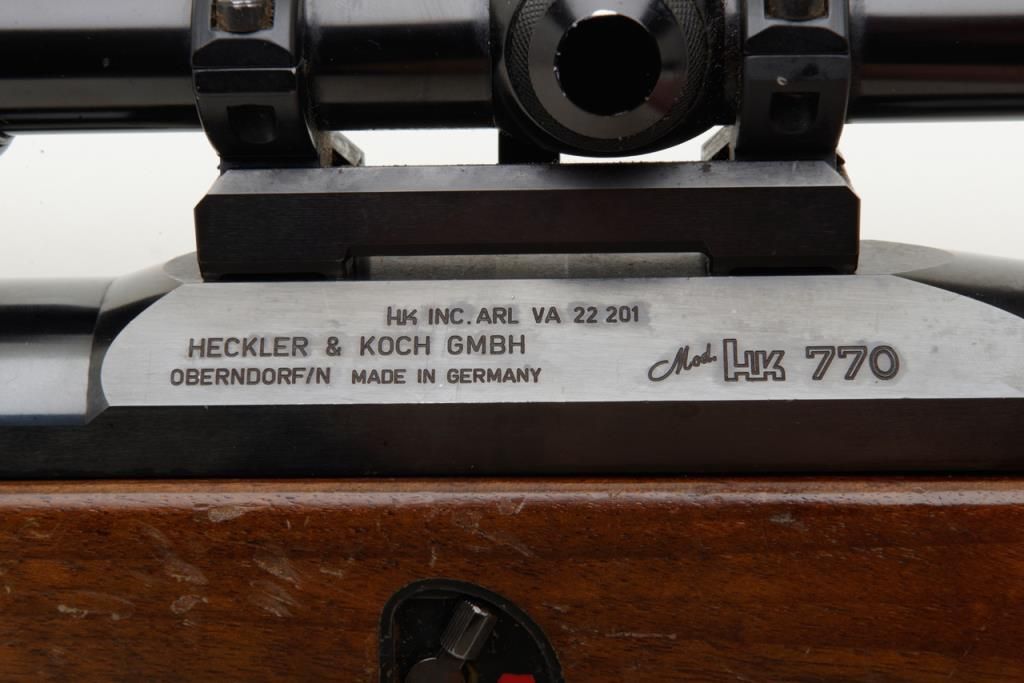 HK INC. ARL VA 22 201
HECKLER & KOCH GMBH
OBERNDORF/N MADE IN GERMANY
Mod. HK 770